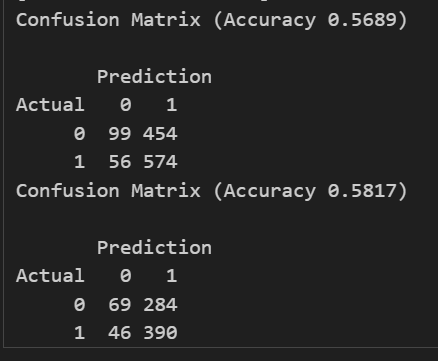 Confusion Matrix (Accuracy 0.5689)
Prediction
Actual 0 1
0 99 454
1 56 574
Confusion Matrix (Accuracy 0.5817)
Prediction
Actual 0 1
0 69 284
1 46 390